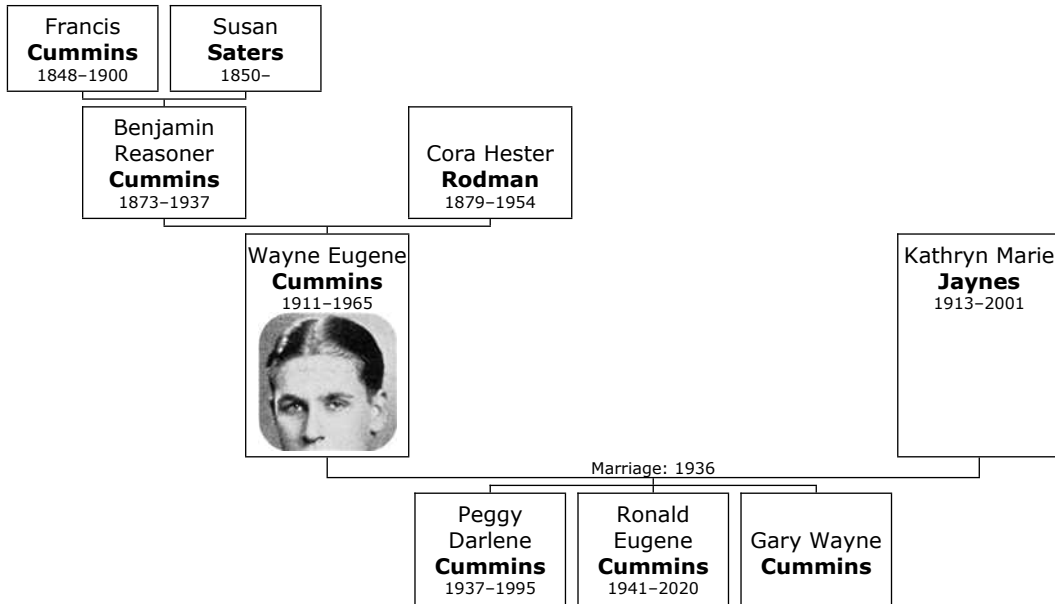 Francis
Cummins
1848–1900
Susan
Saters
1850–
Benjamin
Reasoner
Cummins
1873–1937
Cora Hester
Rodman
1879–1954
Wayne Eugene
Cummins
1911–1965
Kathryn Marie
Jaynes
1913–2001
Marriage: 1936
Peggy
Darlene
Cummins
1937–1995
Ronald
Eugene
Cummins
1941–2020
Gary Wayne
Cummins